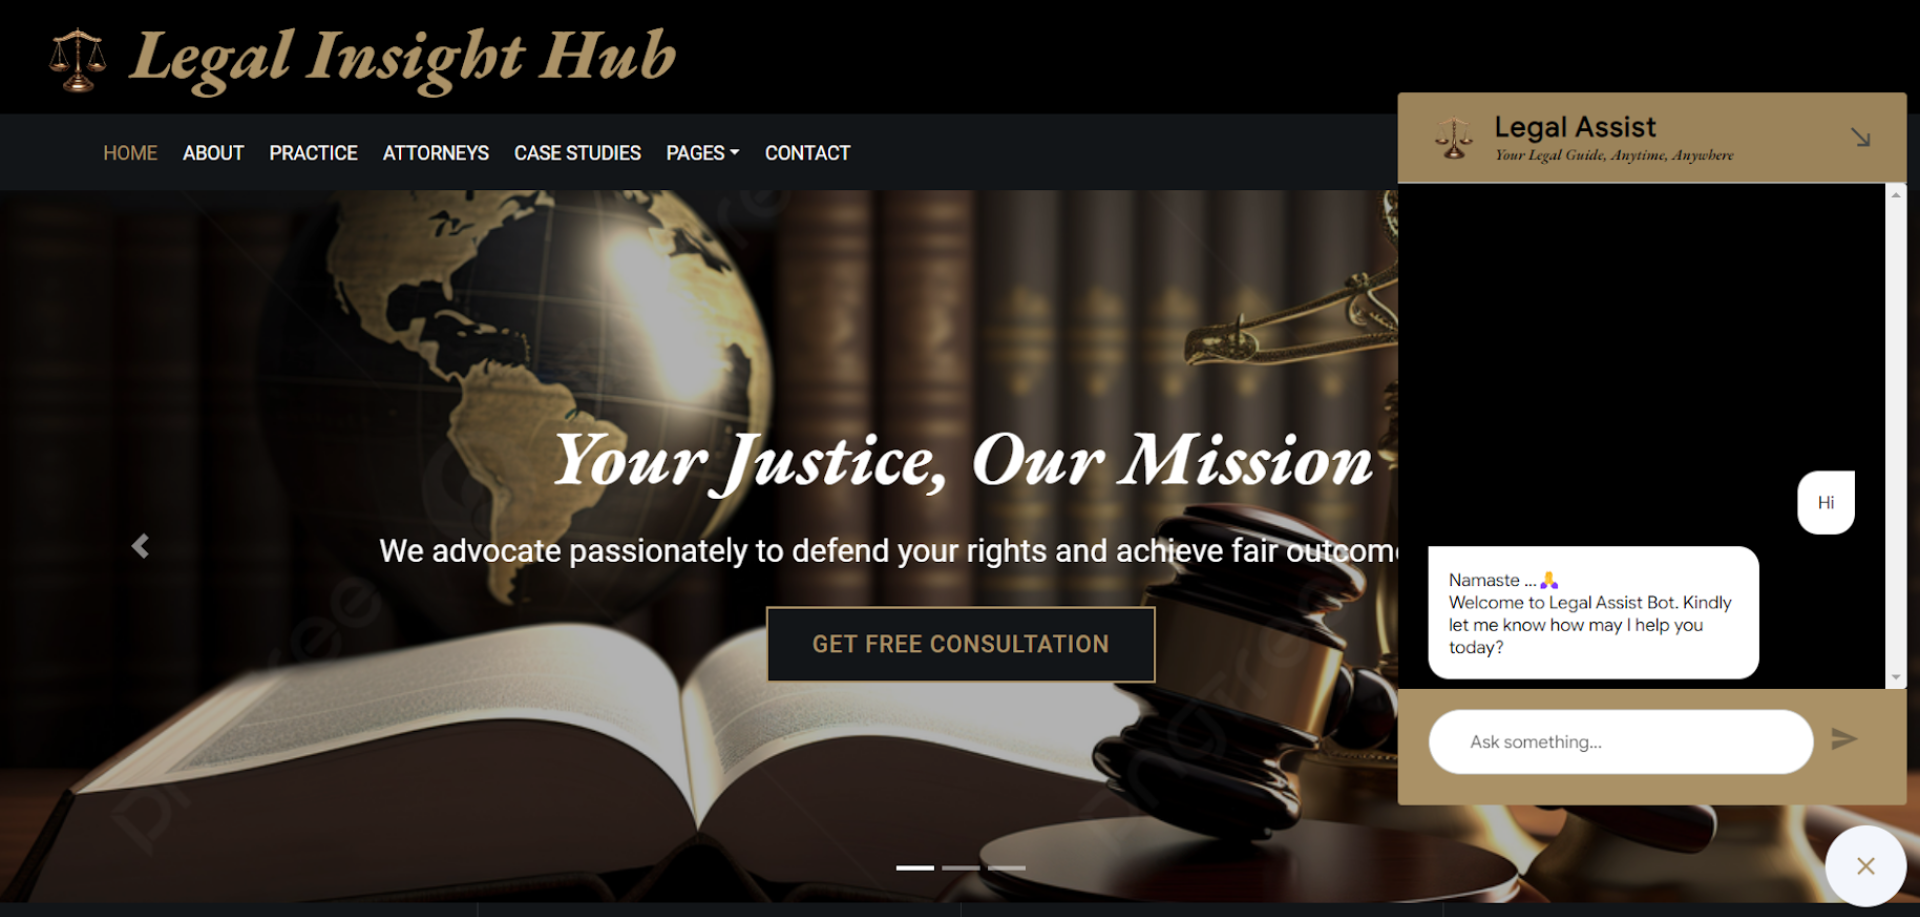 Legal Insight Hub
HOME ABOUT PRACTICE ATTORNEYS CASE STUDIES PAGES CONTACT
Your Justice, Our Mission
We advocate passionately to defend your rights and achieve fair
GET FREE CONSULTATION
Legal Assist
Your Legal Guide, Anytime, Anywhere
Hi
Namaste ...🙏
Welcome to Legal Assist Bot. Kindly
let me know how may I help you
today?
Ask something...